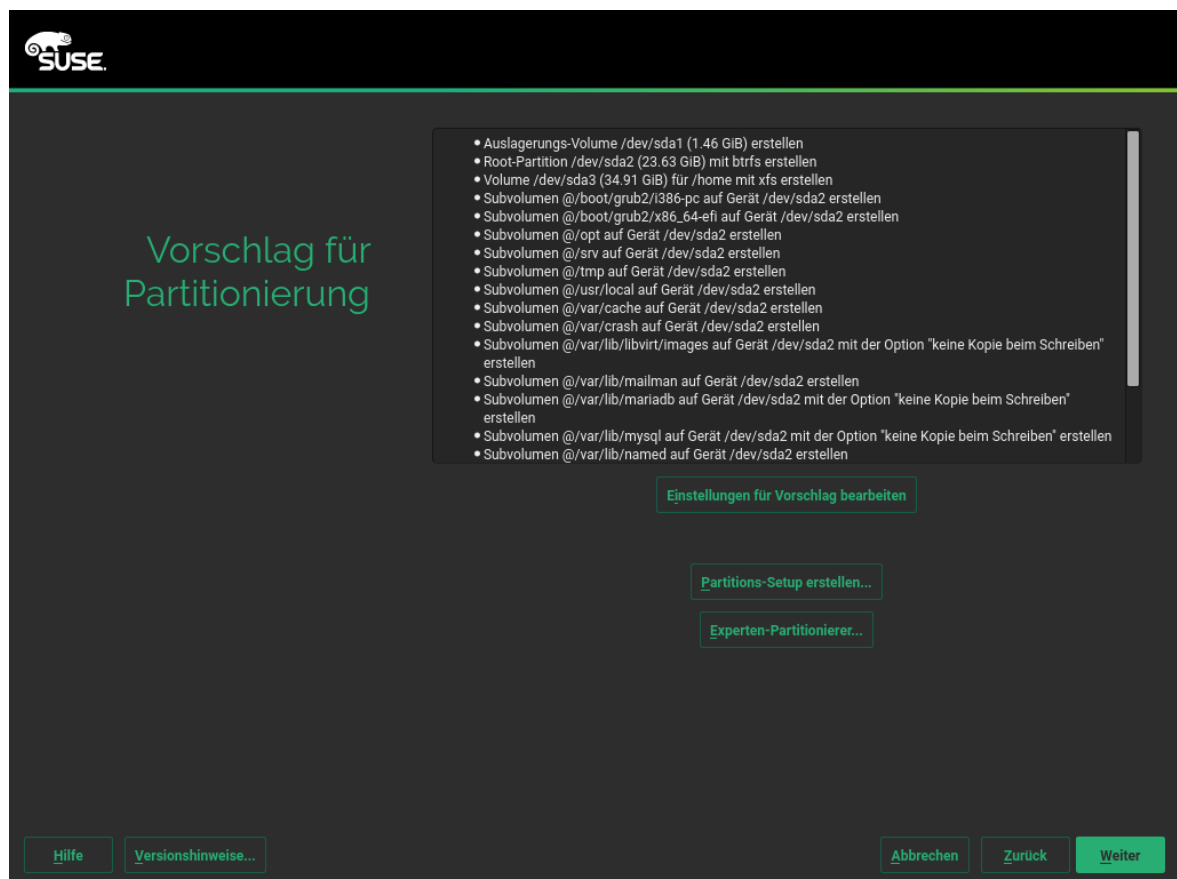 SUSE.
Vorschlag für
Partitionierung
• Auslagerungs-Volume /dev/sda1 (1.46 GiB) erstellen
• Root-Partition /dev/sda2 (23.63 GiB) mit btrfs erstellen
• Volume /dev/sda3 (34.91 GiB) für /home mit xfs erstellen
• Subvolumen @/boot/grub2/i386-pc auf Gerät /dev/sda2 erstellen
• Subvolumen @/boot/grub2/x86_64-efi auf Gerät /dev/sda2 erstellen
• Subvolumen @/opt auf Gerät /dev/sda2 erstellen
• Subvolumen @/srv auf Gerät /dev/sda2 erstellen
• Subvolumen @/tmp auf Gerät /dev/sda2 erstellen
• Subvolumen @/usr/local auf Gerät /dev/sda2 erstellen
• Subvolumen @/var/cache auf Gerät /dev/sda2 erstellen
• Subvolumen @/var/crash auf Gerät /dev/sda2 erstellen
• Subvolumen @/var/lib/libvirt/images auf Gerät /dev/sda2 mit der Option "keine Kopie beim Schreiben"
erstellen
• Subvolumen @/var/lib/mailman auf Gerät /dev/sda2 erstellen
• Subvolumen @/var/lib/mariadb auf Gerät /dev/sda2 mit der Option "keine Kopie beim Schreiben"
erstellen
• Subvolumen @/var/lib/mysql auf Gerät /dev/sda2 mit der Option "keine Kopie beim Schreiben" erstellen
• Subvolumen @/var/lib/named auf Gerät /dev/sda2 erstellen
Einstellungen für Vorschlag bearbeiten
Partitions-Setup erstellen...
Experten-Partitionierer...
Hilfe
Versionshinweise...
Abbrechen
Zurück
Weiter